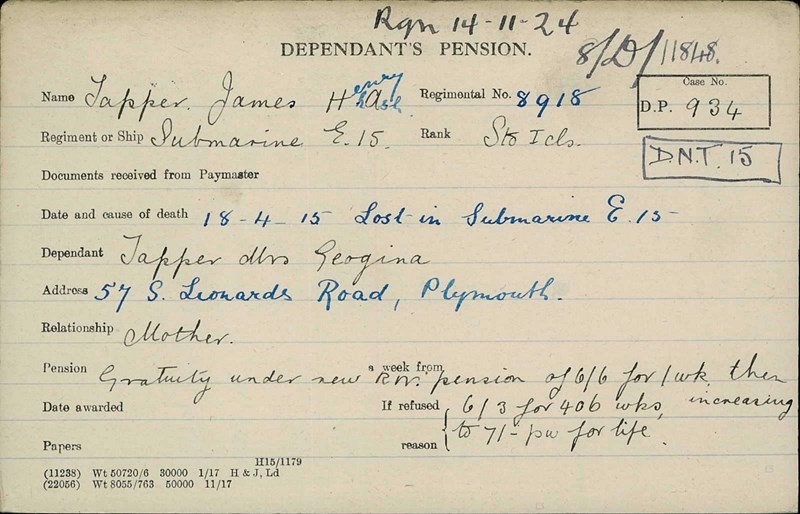 Rgn 14-11-24
DEPENDANT'S PENSION.
8/D/11848.
Case No.
D.P. 934
D.N.T. 15
Name Tapper. James Henry Regimental No. 8918
Regiment or Ship Submarine E. 15. Rank Sto I cls.
Documents received from Paymaster
Date and cause of death 18-4-15 Lost in Submarine E. 15
Dependant Tapper Mrs Geogina
Address 57 S. Leonards Road, Plymouth.
Relationship Mother.
Pension Gratuity under new a week from pension of 6/6 for 1 wk, then
Date awarded If refused 6/3 for 406 wks, increasing
Papers reason to 7/- pw for life.
H15/1179
(11238) Wt 50720/6 30000 1/17 H & J, Ld
(22056) Wt 8055/763 50000 11/17